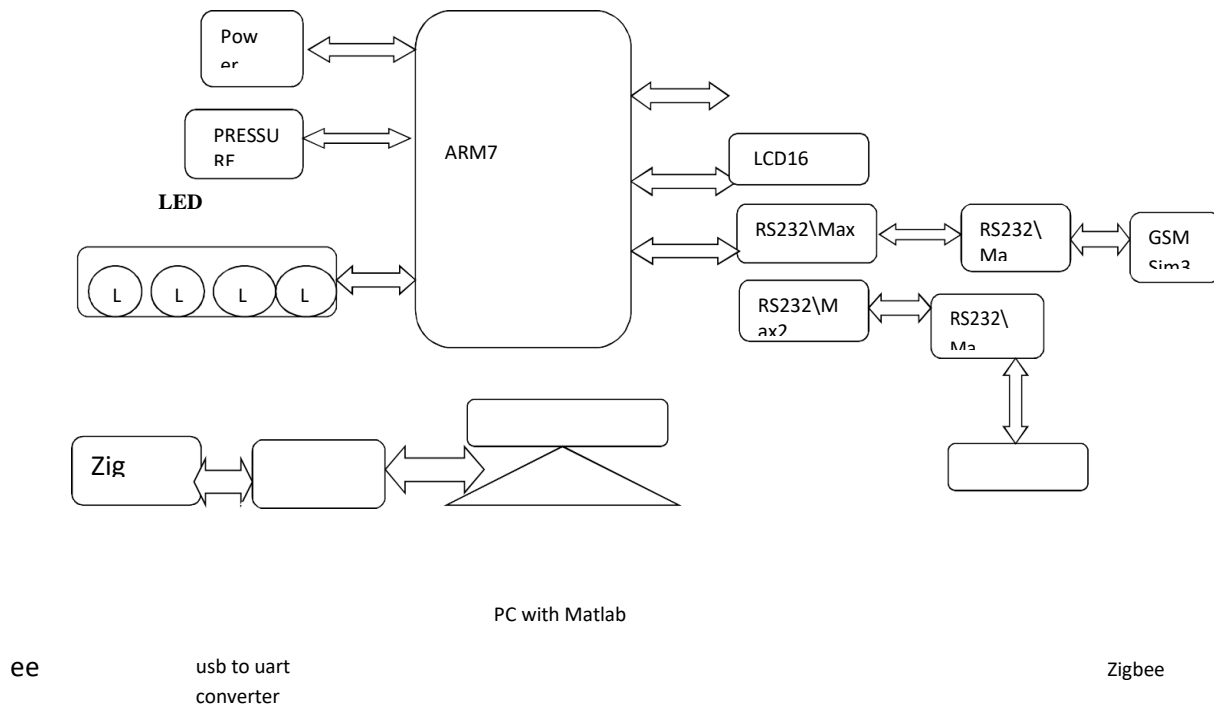 Pow
er
PRESSU
RE
LED
L
L
L
L
ARM7
LCD16
RS232\Max
RS232\
Ma
GSM
Sim3
RS232\M
ax2
RS232\
Ma
Zig
PC with Matlab
ee
usb to uart
converter
Zigbee